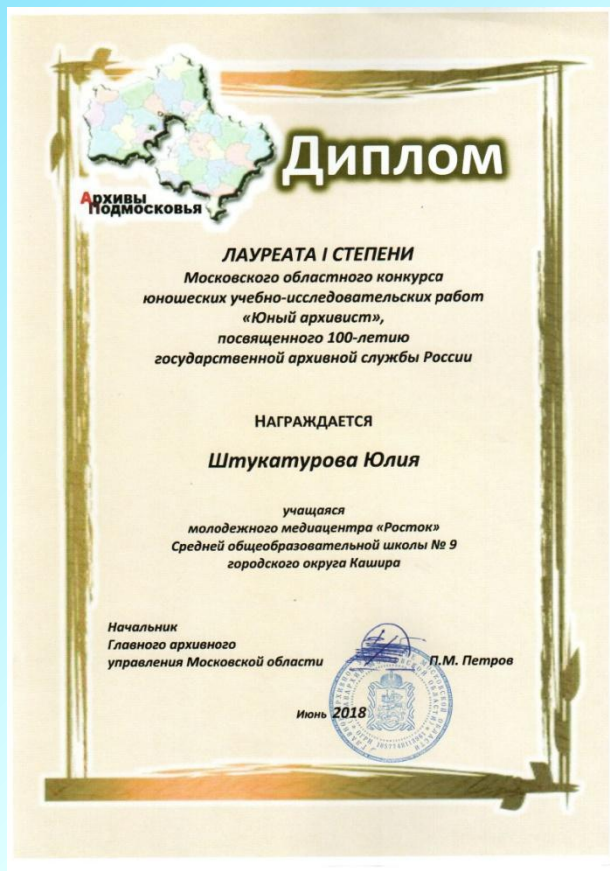 Диплом
Архивы
Подмосковья
ЛАУРЕАТА I СТЕПЕНИ
Московского областного конкурса
юношеских учебно-исследовательских работ
«Юный архивист»,
посвященного 100-летию
государственной архивной службы России
НАГРАЖДАЕТСЯ
Штукатурова Юлия
учащаяся
молодежного медиацентра «Росток»
Средней общеобразовательной школы № 9
городского округа Кашира
Начальник
Главного архивного
управления Московской области
П.М. Петров
Июнь 2018